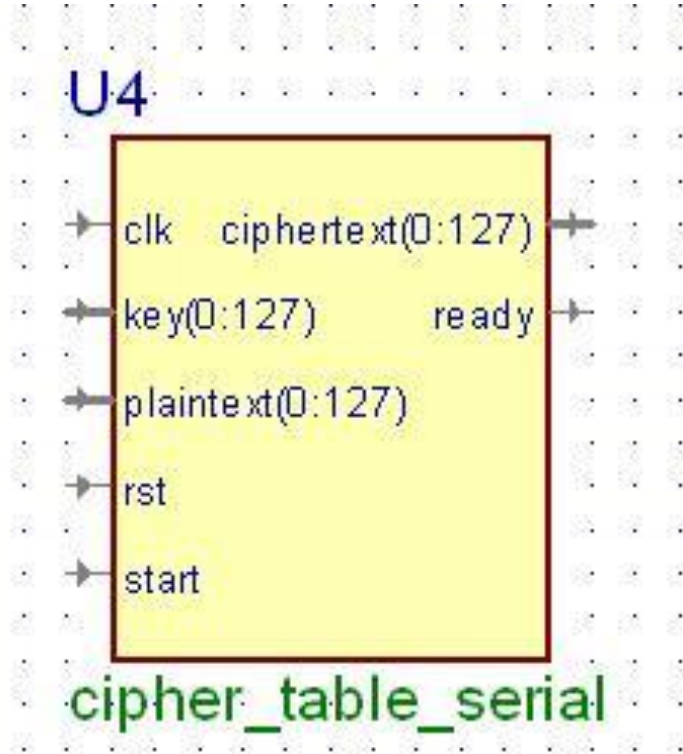 U4
clk ciphertext(0:127)
key(0:127) ready
plaintext(0:127)
rst
start
cipher_table_serial